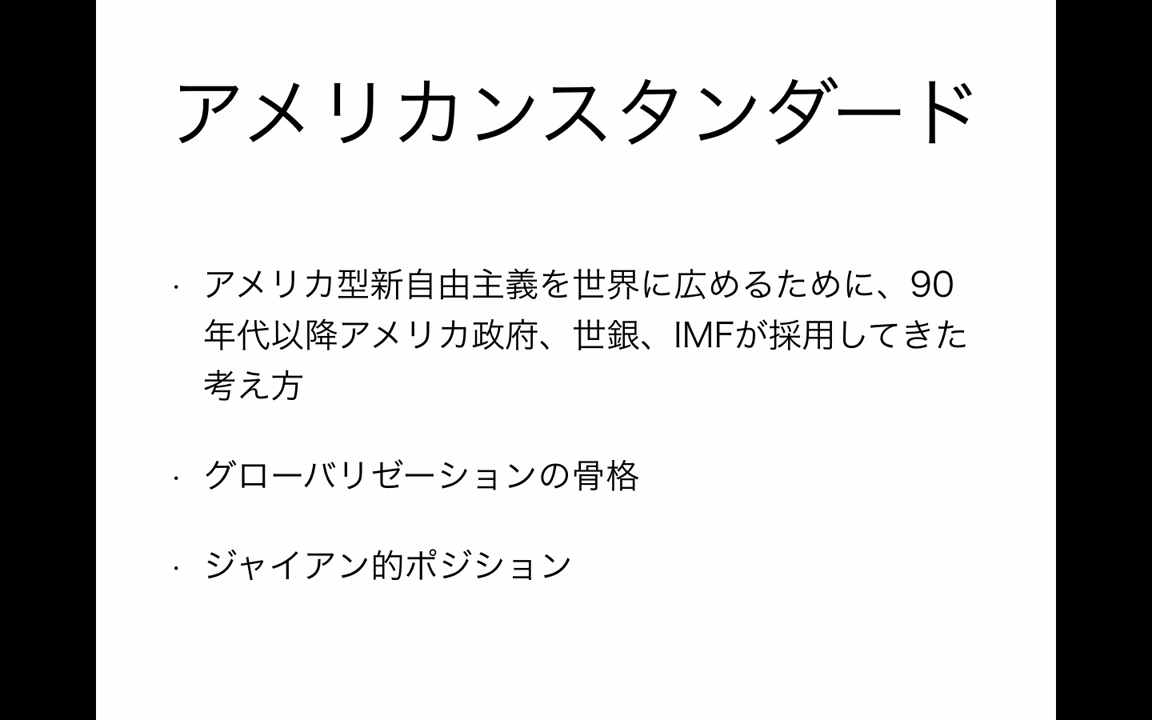 アメリカンスタンダード
・アメリカ型新自由主義を世界に広めるために、90
年代以降アメリカ政府、世銀、IMFが採用してきた
考え方
・グローバリゼーションの骨格
・ジャイアン的ポジション